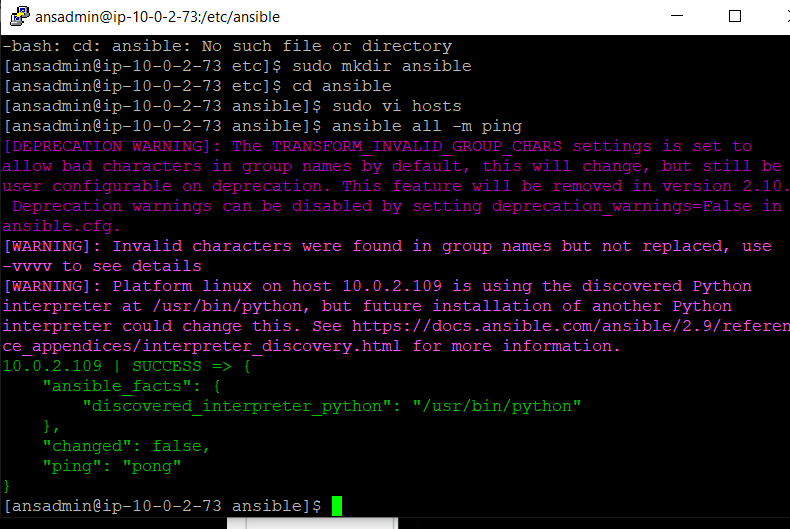 ansadmin@ip-10-0-2-73:/etc/ansible
-bash: cd: ansible: No such file or directory
[ansadmin@ip-10-0-2-73 etc]$ sudo mkdir ansible
[ansadmin@ip-10-0-2-73 etc]$ cd ansible
[ansadmin@ip-10-0-2-73 ansible]$ sudo vi hosts
[ansadmin@ip-10-0-2-73 ansible]$ ansible all -m ping
[DEPRECATION WARNING]: The TRANSFORM_INVALID_GROUP_CHARS settings is set to
allow bad characters in group names by default, this will change, but still be
user configurable on deprecation. This feature will be removed in version 2.10.
 Deprecation warnings can be disabled by setting deprecation_warnings=False in
ansible.cfg.
[WARNING]: Invalid characters were found in group names but not replaced, use
-vvvv to see details
[WARNING]: Platform linux on host 10.0.2.109 is using the discovered Python
interpreter at /usr/bin/python, but future installation of another Python
interpreter could change this. See https://docs.ansible.com/ansible/2.9/referen
ce_appendices/interpreter_discovery.html for more information.
10.0.2.109 | SUCCESS => {
    "ansible_facts": {
        "discovered_interpreter_python": "/usr/bin/python"
    },
    "changed": false,
    "ping": "pong"
}
[ansadmin@ip-10-0-2-73 ansible]$